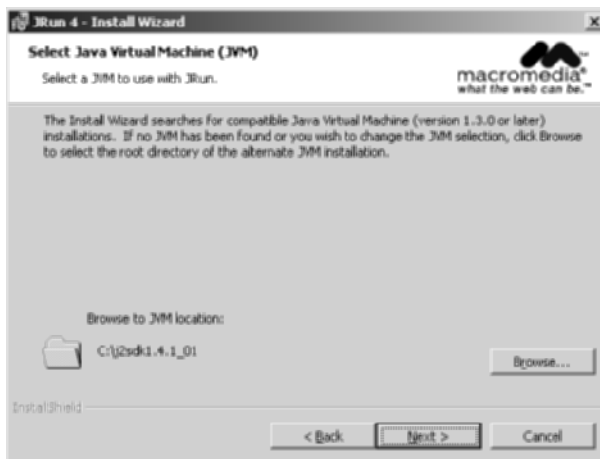 JRun 4 - Install Wizard
Select Java Virtual Machine (JVM)
Select a JVM to use with JRun.
macromedia®
what the web can be.™
The Install Wizard searches for compatible Java Virtual Machine (version 1.3.0 or later)
installations. If no JVM has been found or you wish to change the JVM selection, click Browse
to select the root directory of the alternate JVM installation.
Browse to JVM location:
C:\j2sdk1.4.1_01
Browse...
InstallShield
< Back
Next >
Cancel